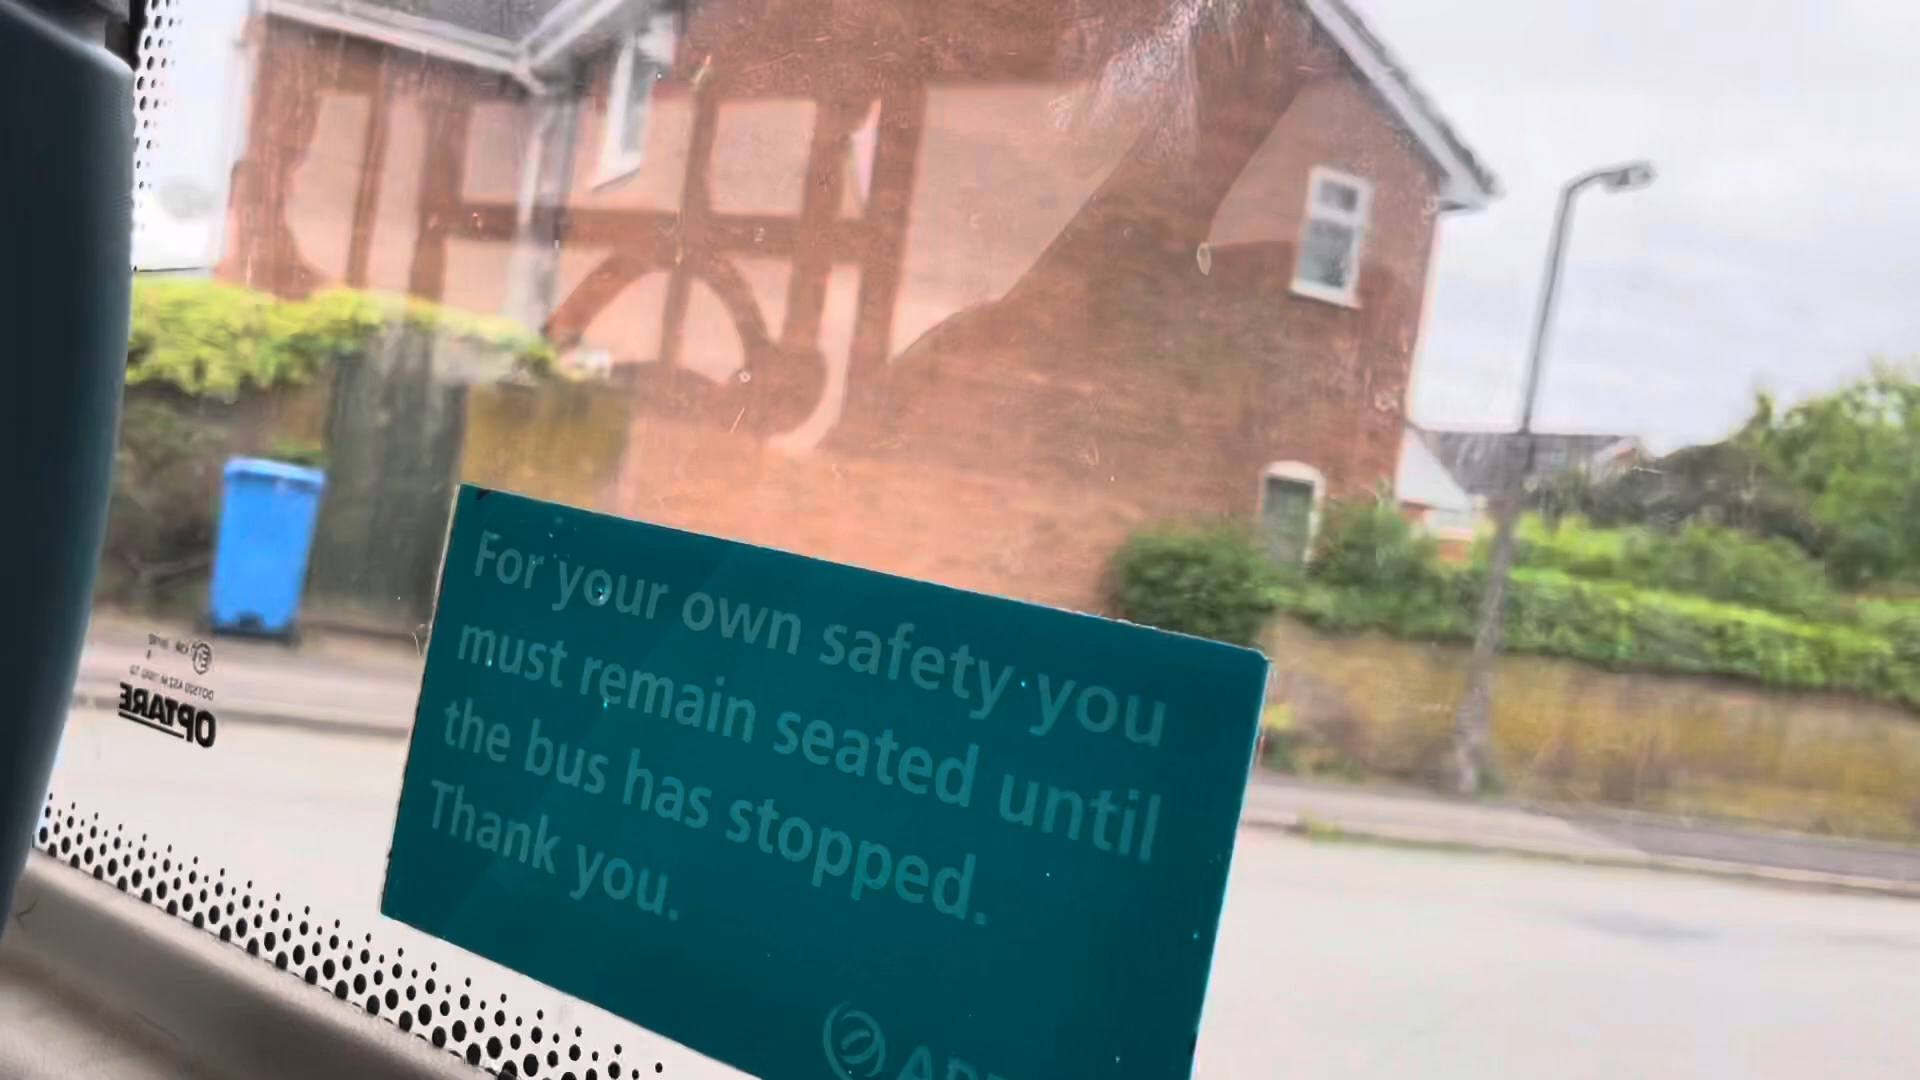 For your own safety you
must remain seated until
the bus has stopped.
Thank you.
OPTARE